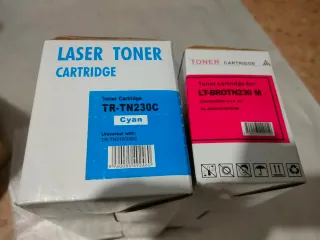 LASER TONER
CARTRIDGE
Toner Cartridge
TR-TN230C
Cyan
Universal with:
TONER CARTRIDGE
Toner cartridge for
LT-BROTN230 M